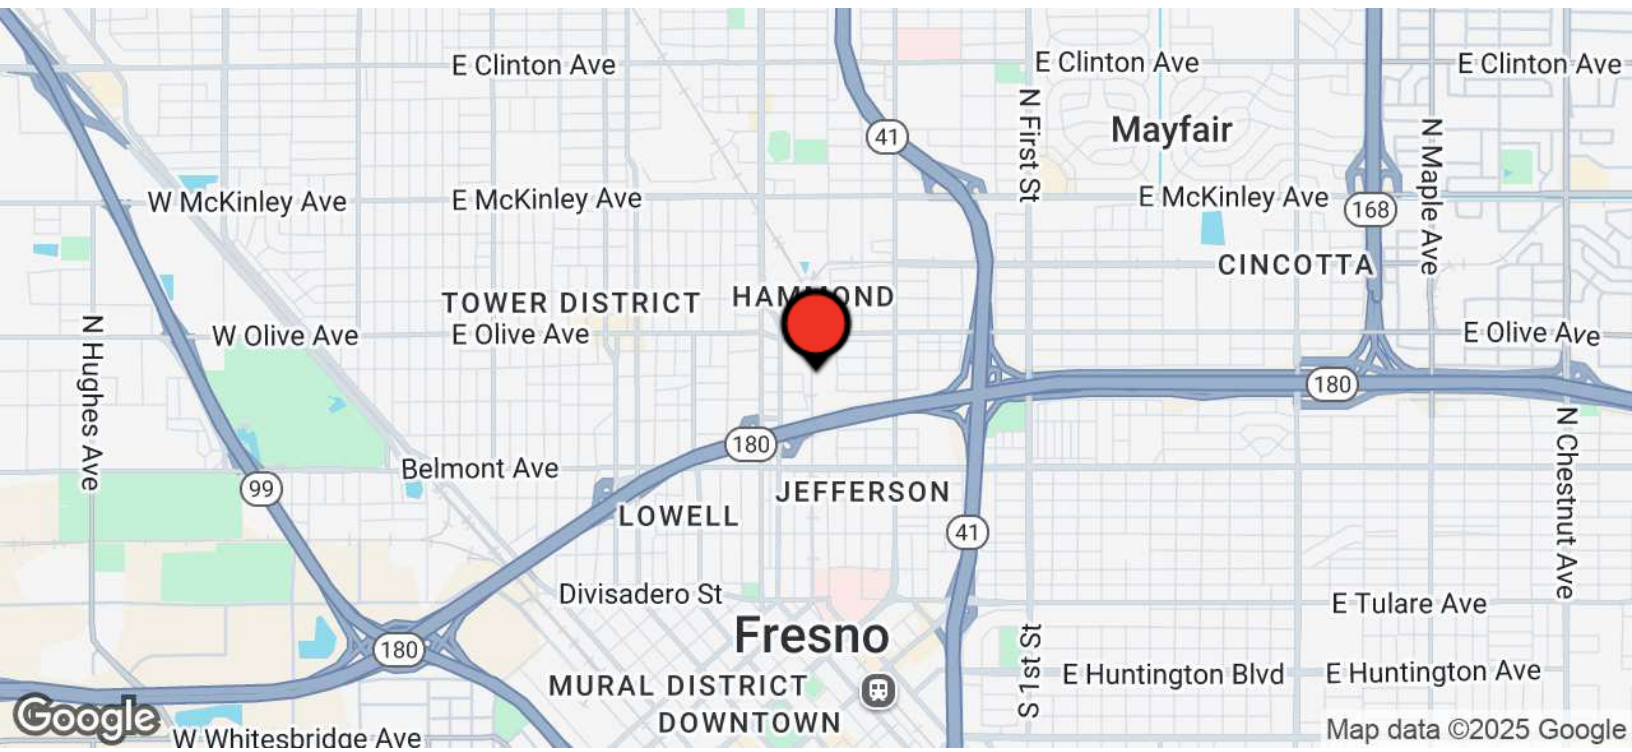 E Clinton Ave
E Clinton Ave
E Clinton Ave
N First St
41
Mayfair
N Maple Ave
W McKinley Ave
E McKinley Ave
E McKinley Ave
168
CINCOTTA
TOWER DISTRICT
HAMMOND
N Hughes Ave
W Olive Ave
E Olive Ave
E Olive Ave
180
180
N Chestnut Ave
Belmont Ave
99
JEFFERSON
LOWELL
41
Divisadero St
E Tulare Ave
Fresno
180
N 1st St
E Huntington Blvd
E Huntington Ave
MURAL DISTRICT
DOWNTOWN
Google
W Whitesbridge Ave
Map data ©2025 Google